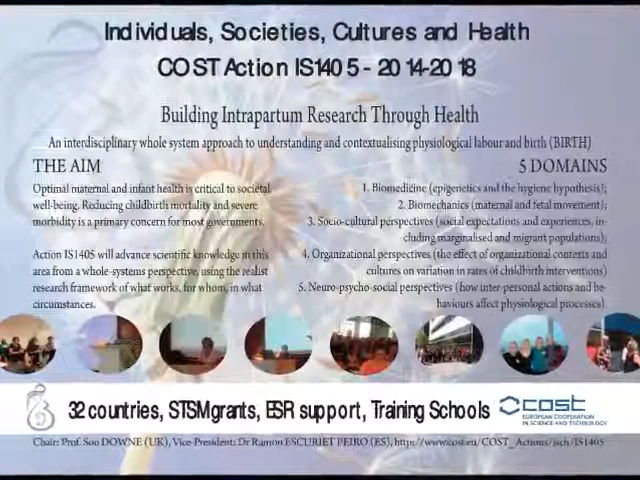 Individuals, Societies, Cultures and Health
COST Action IS1405 - 2014-2018
Building Intrapartum Research Through Health
An interdisciplinary whole system approach to understanding and contextualising physiological labour and birth (BIRTH)
THE AIM
Optimal maternal and infant health is critical to societal
well-being. Reducing childbirth mortality and severe
morbidity is a primary concern for most governments.
Action IS1405 will advance scientific knowledge in this
area from a whole-systems perspective, using the realist
research framework of what works, for whom, in what
circumstances.
5 DOMAINS
1. Biomedicine (epigenetics and the hygiene hypothesis);
2. Biomechanics (maternal and fetal movement);
3. Socio-cultural perspectives (social expectations and experiences, in-
cluding marginalised and migrant populations);
4. Organizational perspectives (the effect of organizational contexts and
cultures on variation in rates of childbirth interventions)
5. Neuro-psycho-social perspectives (how inter-personal actions and be-
haviours affect physiological processes).
32 countries, STSM grants, ESR support, Training Schools
cost
EUROPEAN COOPERATION
IN SCIENCE AND TECHNOLOGY
Chair: Prof. Soo DOWNE (UK), Vice-President: Dr Ramon ESCURIET PEIRO (ES), http://www.cost.eu/COST_Actions/isch/IS1405